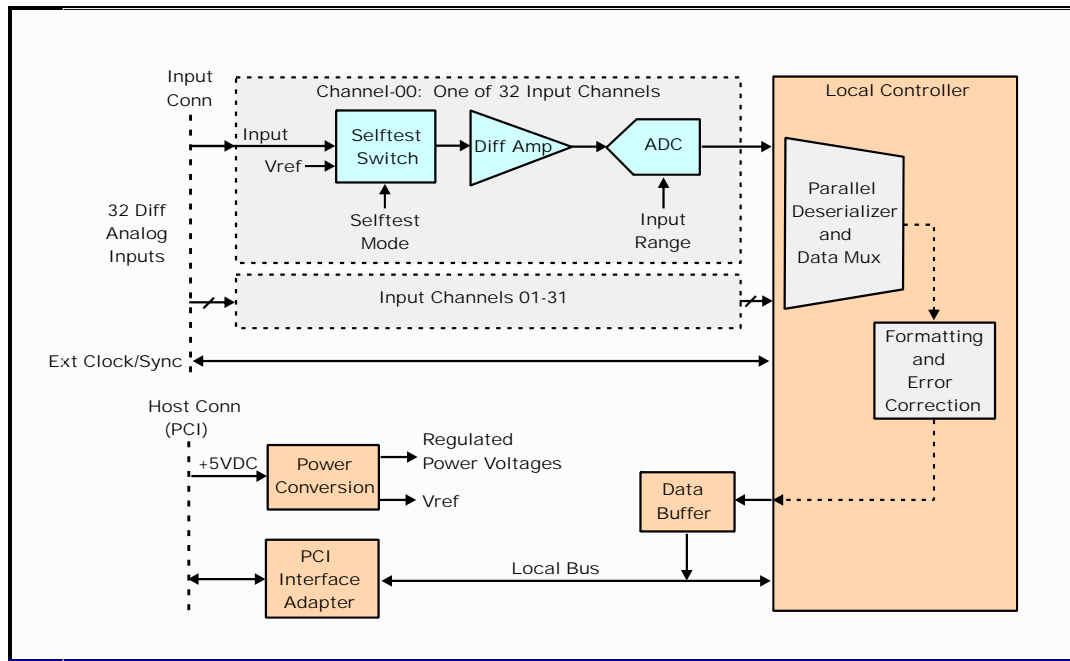 Input
Conn
Channel-00:  One of 32 Input Channels
Local Controller
Input
Vref
Selftest
Switch
Diff Amp
ADC
Selftest
Mode
Input
Range
32 Diff
Analog
Inputs
Parallel
Deserializer
and
Data Mux
Input Channels 01-31
Ext Clock/Sync
Formatting
and
Error
Correction
Host Conn
(PCI)
+5VDC
Power
Conversion
Regulated
Power Voltages
Vref
Data
Buffer
PCI
Interface
Adapter
Local Bus